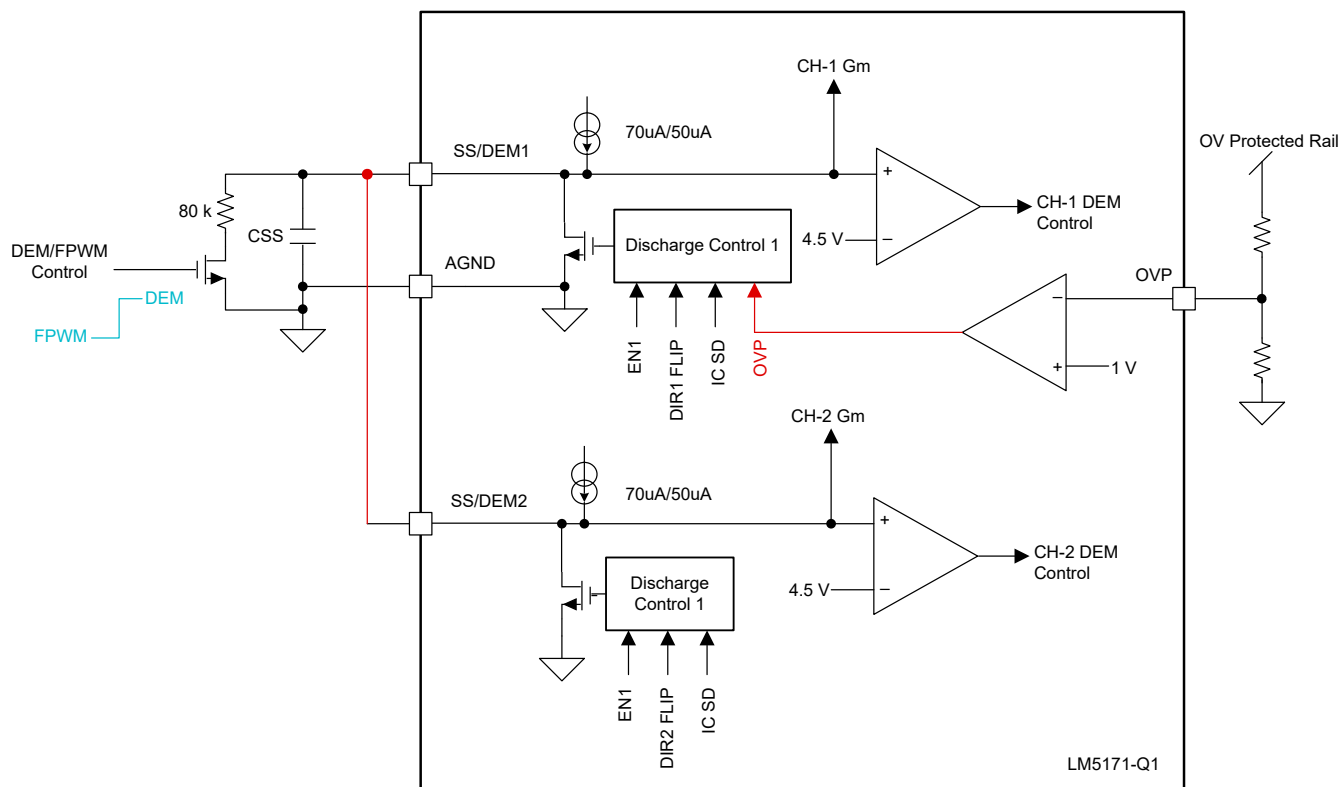 CH-1 Gm
70uA/50uA
SS/DEM1
OV Protected Rail
+
80 k
CSS
CH-1 DEM
Control
4.5 V
−
Discharge Control 1
DEM/FPWM
Control
AGND
OVP
DEM
−
FPWM
EN1
DIR1 FLIP
IC SD
OVP
+
1 V
CH-2 Gm
70uA/50uA
SS/DEM2
+
CH-2 DEM
Control
Discharge
Control 1
4.5 V
−
EN1
DIR2 FLIP
IC SD
LM5171-Q1